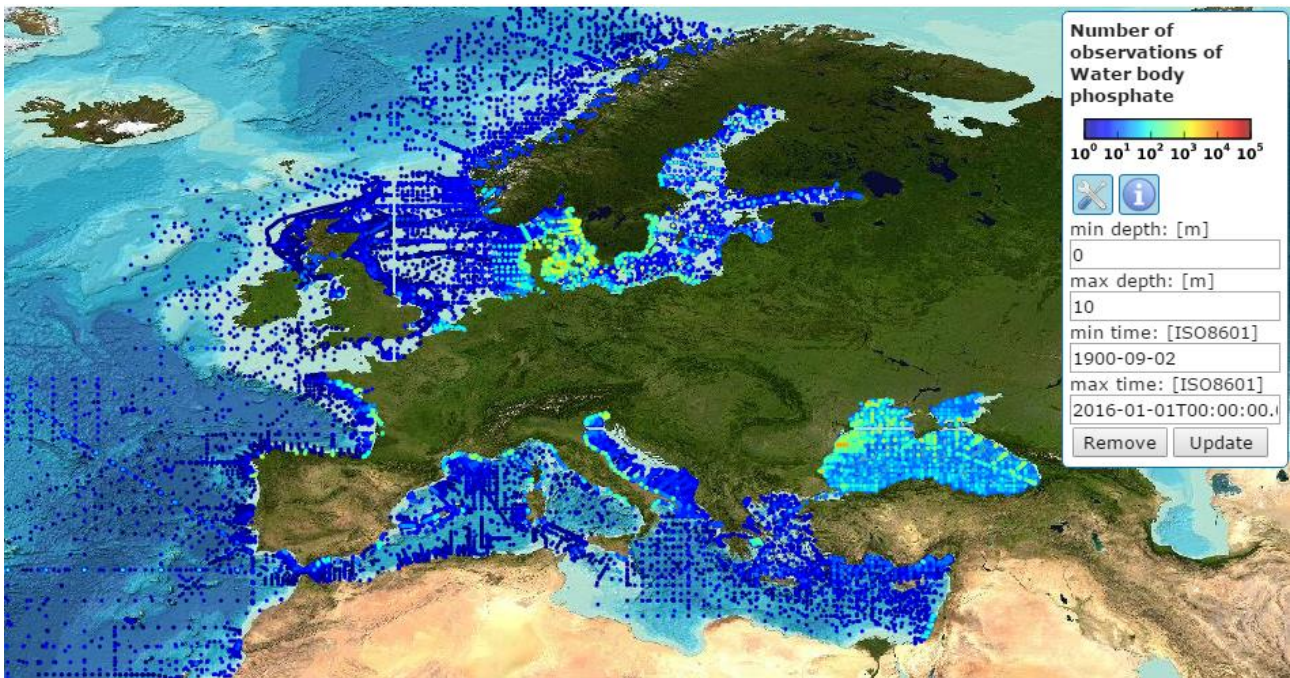 Number of
observations of
Water body
phosphate
10⁰ 10¹ 10² 10³ 10⁴ 10⁵
min depth: [m]
0
max depth: [m]
10
min time: [ISO8601]
1900-09-02
max time: [ISO8601]
2016-01-01T00:00:00.
Remove Update